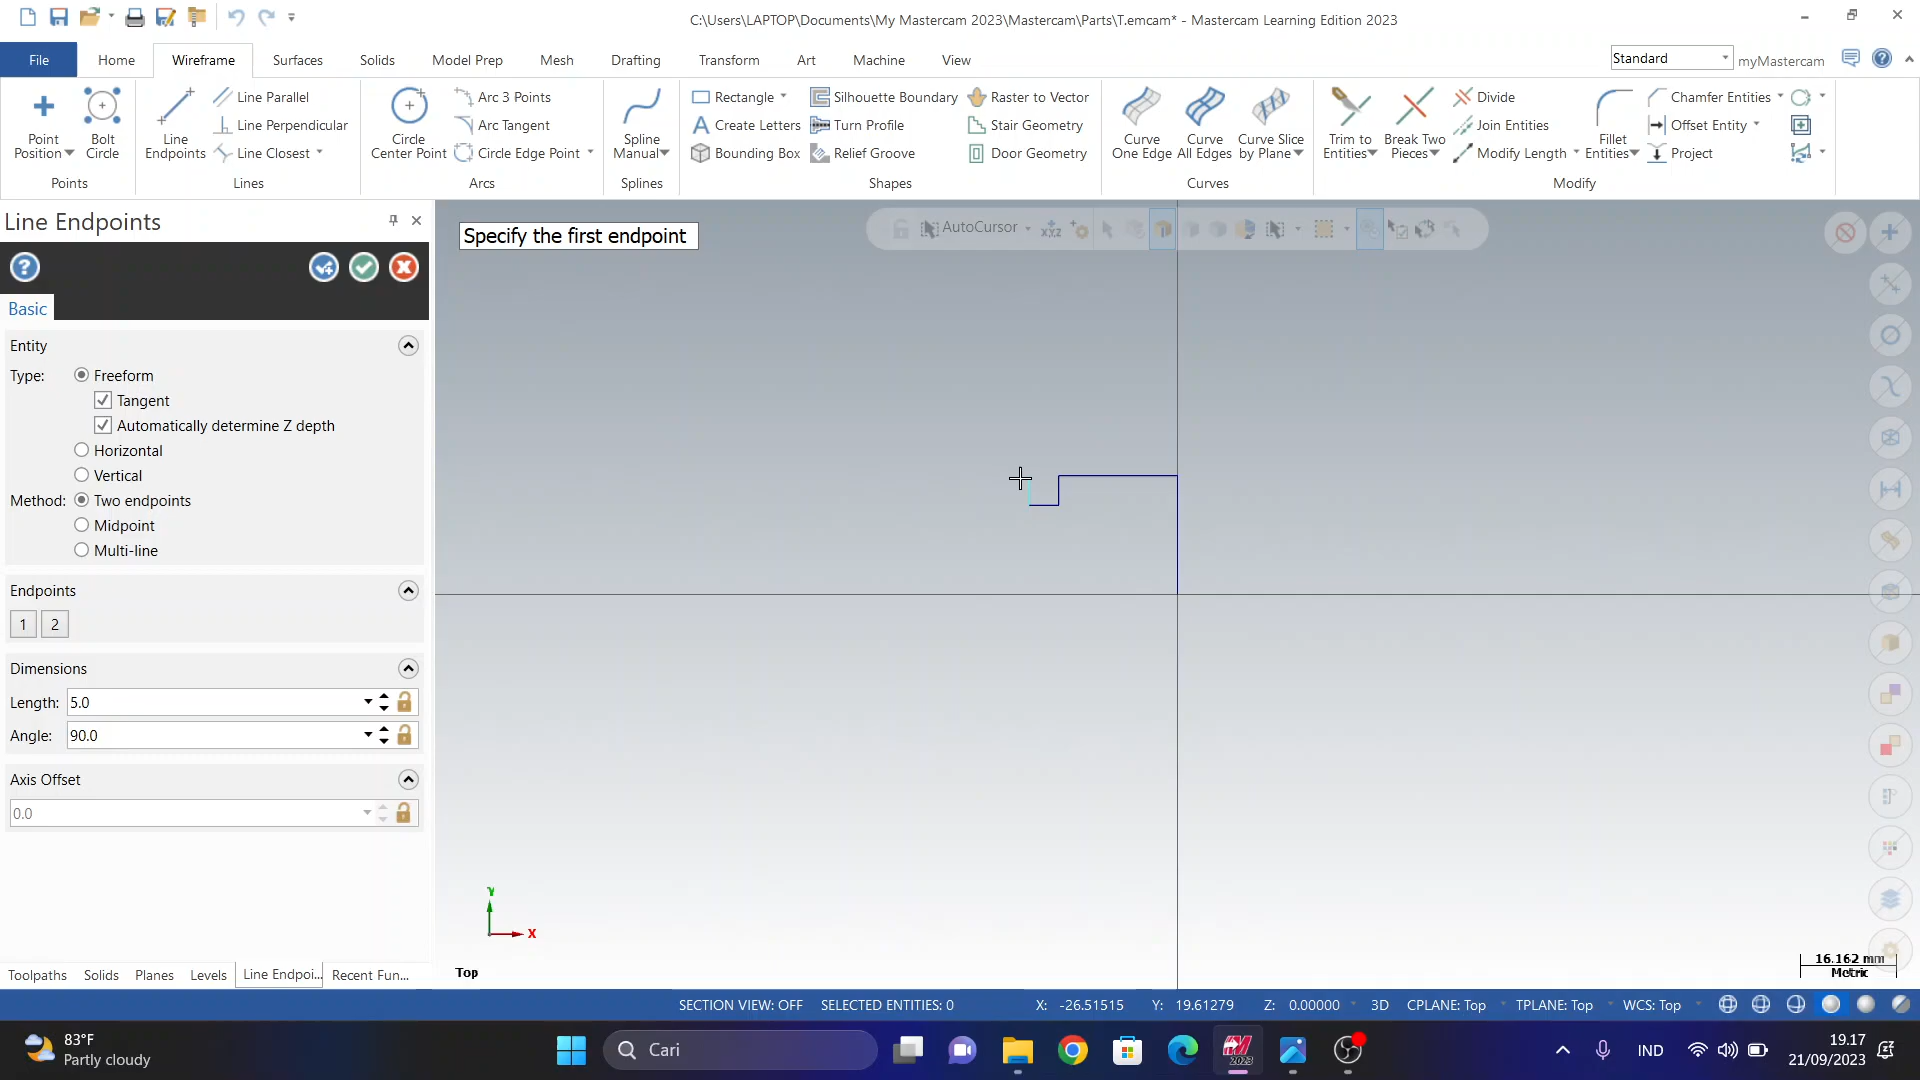 C:\Users\LAPTOP\Documents\My Mastercam 2023\Mastercam\Parts\T.emcam* - Mastercam Learning Edition 2023
File
Home
Wireframe
Surfaces
Solids
Model Prep
Mesh
Drafting
Transform
Art
Machine
View
Standard
myMastercam
Point Position
Bolt Circle
Points
Line Endpoints
Line Parallel
Line Perpendicular
Line Closest
Lines
Circle Center Point
Arc 3 Points
Arc Tangent
Circle Edge Point
Arcs
Spline Manual
Splines
Rectangle
Create Letters
Bounding Box
Silhouette Boundary
Turn Profile
Relief Groove
Raster to Vector
Stair Geometry
Door Geometry
Shapes
Curve One Edge
Curve All Edges
Curve Slice by Plane
Curves
Trim to Entities
Break Two Pieces
Divide
Join Entities
Modify Length
Fillet Entities
Chamfer Entities
Offset Entity
Project
Modify
Line Endpoints
Basic
Entity
Type:
Freeform
Tangent
Automatically determine Z depth
Horizontal
Vertical
Method:
Two endpoints
Midpoint
Multi-line
Endpoints
1
2
Dimensions
Length:
5.0
Angle:
90.0
Axis Offset
0.0
Toolpaths
Solids
Planes
Levels
Line Endpoi...
Recent Fun...
Specify the first endpoint
AutoCursor
Y
X
Top
16.162 mm
Metric
SECTION VIEW: OFF
SELECTED ENTITIES: 0
X: -26.51515
Y: 19.61279
Z: 0.00000
3D
CPLANE: Top
TPLANE: Top
WCS: Top
83°F
Partly cloudy
Cari
2023
IND
19.17
21/09/2023